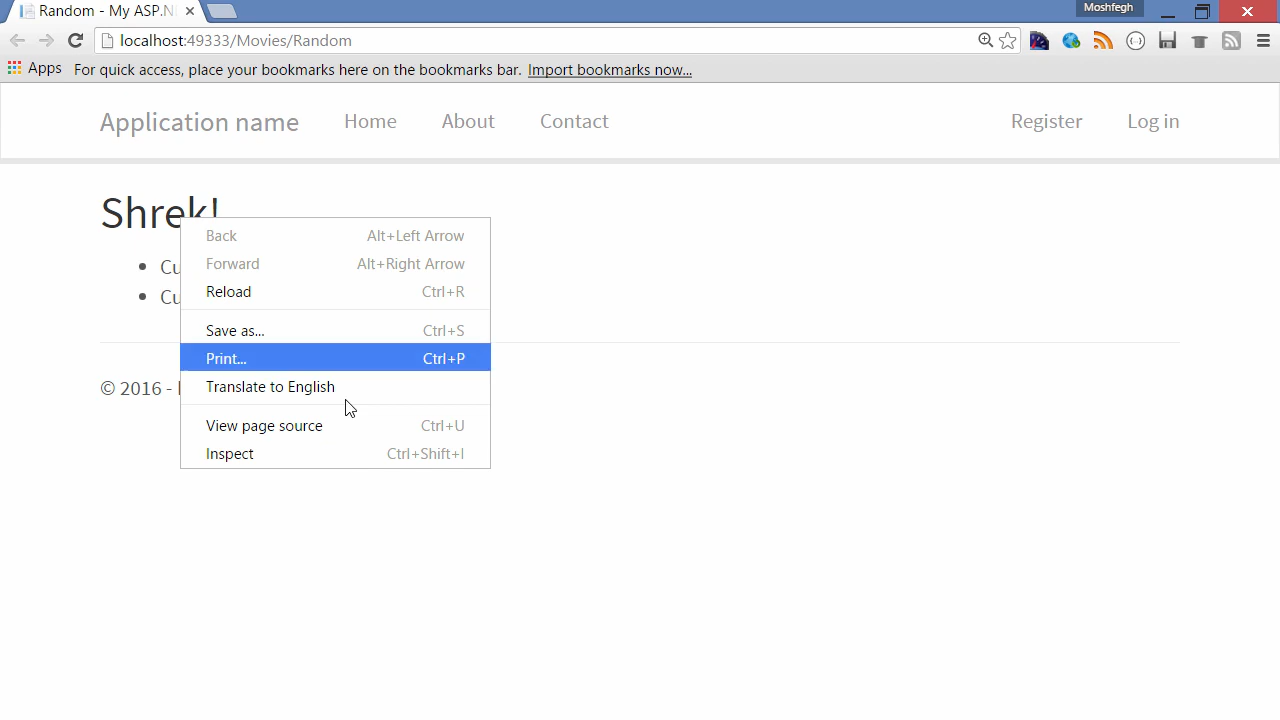 Random - My ASP.N
Moshfegh
localhost:49333/Movies/Random
Apps For quick access, place your bookmarks here on the bookmarks bar. Import bookmarks now...
Application name Home About Contact Register Log in
Shrek!
Back Alt+Left Arrow
Cu
Forward Alt+Right Arrow
Reload Ctrl+R
Cu
Save as... Ctrl+S
Print... Ctrl+P
Translate to English
© 2016 -
View page source Ctrl+U
Inspect Ctrl+Shift+I